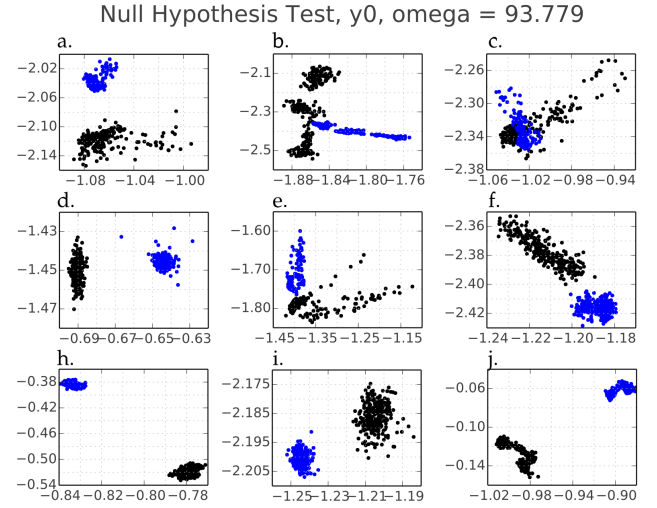 Null Hypothesis Test, y0, omega = 93.779
a. b. c.
−2.02 −2.06 −2.10 −2.14
−2.1 −2.3 −2.5
−2.26 −2.30 −2.34 −2.38
−1.08 −1.04 −1.00
−1.88 −1.84 −1.80 −1.76
−1.06 −1.02 −0.98 −0.94
d. e. f.
−1.43 −1.45 −1.47
−1.60 −1.70 −1.80
−2.36 −2.38 −2.40 −2.42
−0.69 −0.67 −0.65 −0.63
−1.45 −1.35 −1.25 −1.15
−1.24 −1.22 −1.20 −1.18
h. i. j.
−0.38 −0.42 −0.46 −0.50 −0.54
−2.175 −2.185 −2.195 −2.205
−0.06 −0.10 −0.14
−0.84 −0.82 −0.80 −0.78
−1.25 −1.23 −1.21 −1.19
−1.02 −0.98 −0.94 −0.90